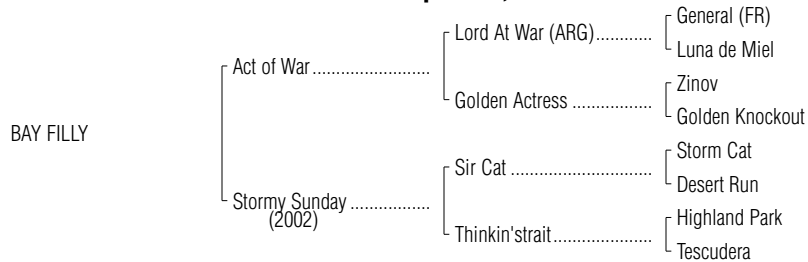 General (FR)
Lord At War (ARG)............
Luna de Miel
Act of War........................
Zinov
Golden Actress ................
Golden Knockout
BAY FILLY
Storm Cat
Sir Cat .............................
Desert Run
Stormy Sunday ................
(2002)
Highland Park
Thinkin'strait....................
Tescudera